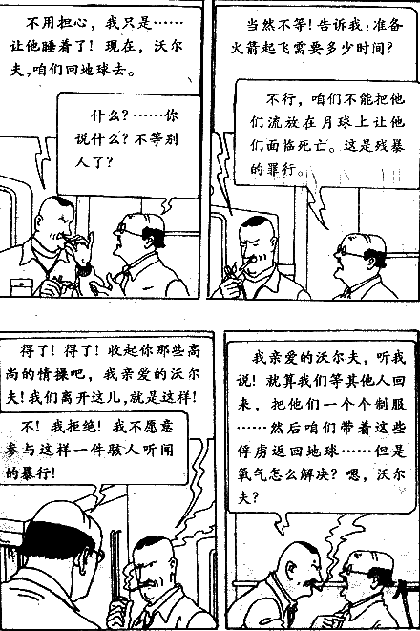 不用担心，我只是……
让他睡着了！现在，沃尔
夫，咱们回地球去。
什么？……你
说什么？不等别
人了？
当然不等！告诉我：准备
火箭起飞需要多少时间？
不行，咱们不能把他
们流放在月球上让他
们面临死亡。这是残暴
的罪行。
得了！得了！收起你那些高
尚的情操吧，我亲爱的沃尔
夫！我们离开这儿，就是这样！
不！我拒绝！我不愿意
参与这样一件骇人听闻
的暴行！
我亲爱的沃尔夫，听我
说！就算我们等其他人回
来，把他们一个个制服
……然后咱们带着这些
俘虏返回地球……但是
氧气怎么解决？嗯，沃尔
夫？